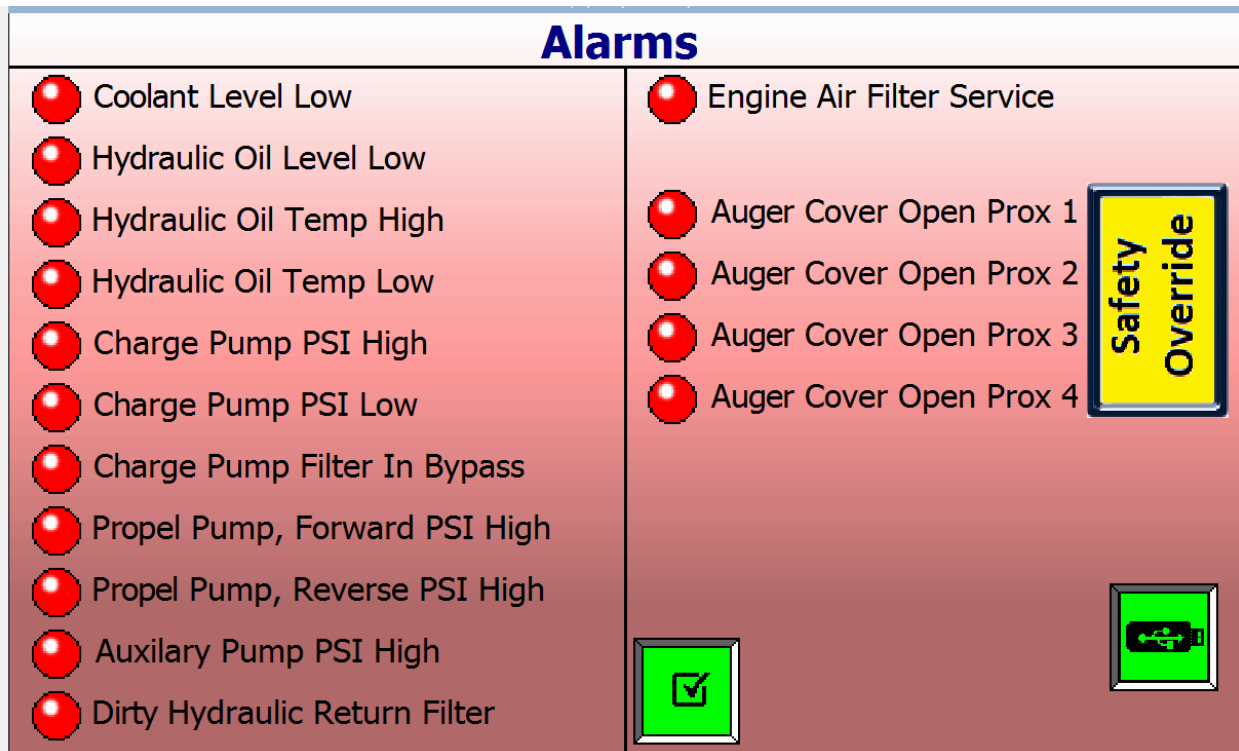 Alarms
Coolant Level Low
Hydraulic Oil Level Low
Hydraulic Oil Temp High
Hydraulic Oil Temp Low
Charge Pump PSI High
Charge Pump PSI Low
Charge Pump Filter In Bypass
Propel Pump, Forward PSI High
Propel Pump, Reverse PSI High
Auxilary Pump PSI High
Dirty Hydraulic Return Filter
Engine Air Filter Service
Auger Cover Open Prox 1
Auger Cover Open Prox 2
Auger Cover Open Prox 3
Auger Cover Open Prox 4
Safety
Override